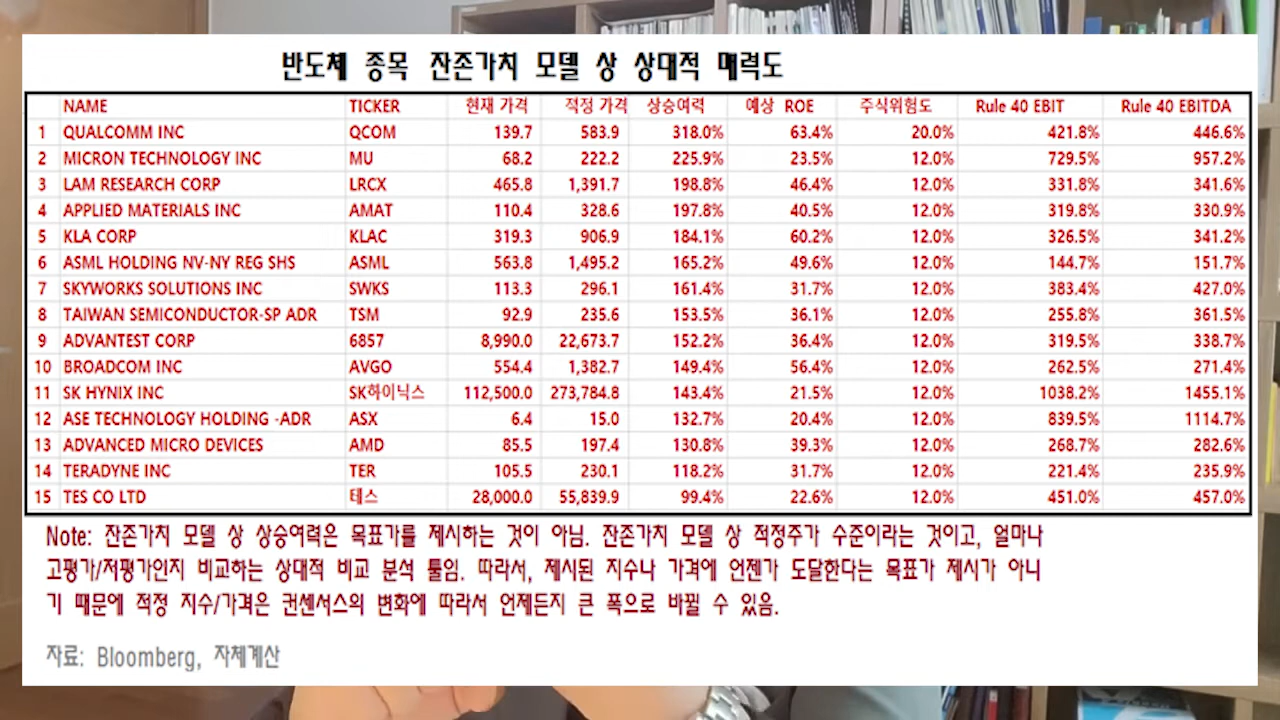 반도체 종목 잔존가치 모델 상 상대적 매력도
NAME TICKER 현재 가격 적정 가격 상승여력 예상 ROE 주식위험도 Rule 40 EBIT Rule 40 EBITDA
1 QUALCOMM INC QCOM 139.7 583.9 318.0% 63.4% 20.0% 421.8% 446.6%
2 MICRON TECHNOLOGY INC MU 68.2 222.2 225.9% 23.5% 12.0% 729.5% 957.2%
3 LAM RESEARCH CORP LRCX 465.8 1,391.7 198.8% 46.4% 12.0% 331.8% 341.6%
4 APPLIED MATERIALS INC AMAT 110.4 328.6 197.8% 40.5% 12.0% 319.8% 330.9%
5 KLA CORP KLAC 319.3 906.9 184.1% 60.2% 12.0% 326.5% 341.2%
6 ASML HOLDING NV-NY REG SHS ASML 563.8 1,495.2 165.2% 49.6% 12.0% 144.7% 151.7%
7 SKYWORKS SOLUTIONS INC SWKS 113.3 296.1 161.4% 31.7% 12.0% 383.4% 427.0%
8 TAIWAN SEMICONDUCTOR-SP ADR TSM 92.9 235.6 153.5% 36.1% 12.0% 255.8% 361.5%
9 ADVANTEST CORP 6857 8,990.0 22,673.7 152.2% 36.4% 12.0% 319.5% 338.7%
10 BROADCOM INC AVGO 554.4 1,382.7 149.4% 56.4% 12.0% 262.5% 271.4%
11 SK HYNIX INC SK하이닉스 112,500.0 273,784.8 143.4% 21.5% 12.0% 1038.2% 1455.1%
12 ASE TECHNOLOGY HOLDING -ADR ASX 6.4 15.0 132.7% 20.4% 12.0% 839.5% 1114.7%
13 ADVANCED MICRO DEVICES AMD 85.5 197.4 130.8% 39.3% 12.0% 268.7% 282.6%
14 TERADYNE INC TER 105.5 230.1 118.2% 31.7% 12.0% 221.4% 235.9%
15 TES CO LTD 테스 28,000.0 55,839.9 99.4% 22.6% 12.0% 451.0% 457.0%
Note: 잔존가치 모델 상 상승여력은 목표가를 제시하는 것이 아님. 잔존가치 모델 상 적정주가 수준이라는 것이고, 얼마나
고평가/저평가인지 비교하는 상대적 비교 분석 툴임. 따라서, 제시된 지수나 가격에 언젠가 도달한다는 목표가 제시가 아니
기 때문에 적정 지수/가격은 컨센서스의 변화에 따라서 언제든지 큰 폭으로 바뀔 수 있음.
자료: Bloomberg, 자체계산